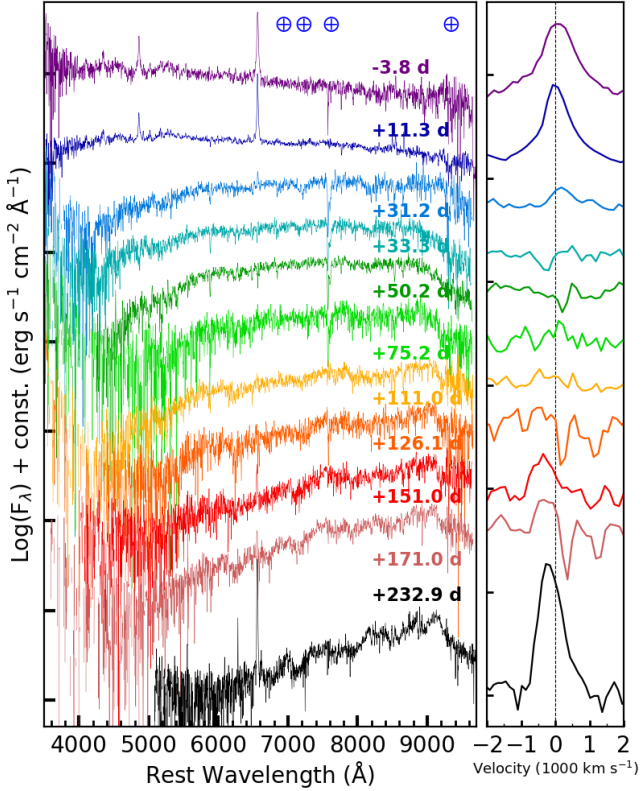 -3.8 d
+11.3 d
+31.2 d
+33.3 d
+50.2 d
+75.2 d
+111.0 d
+126.1 d
+151.0 d
+171.0 d
+232.9 d
Log(F_λ) + const. (erg s⁻¹ cm⁻² Å⁻¹)
4000 5000 6000 7000 8000 9000
Rest Wavelength (Å)
−2 −1 0 1 2
Velocity (1000 km s⁻¹)